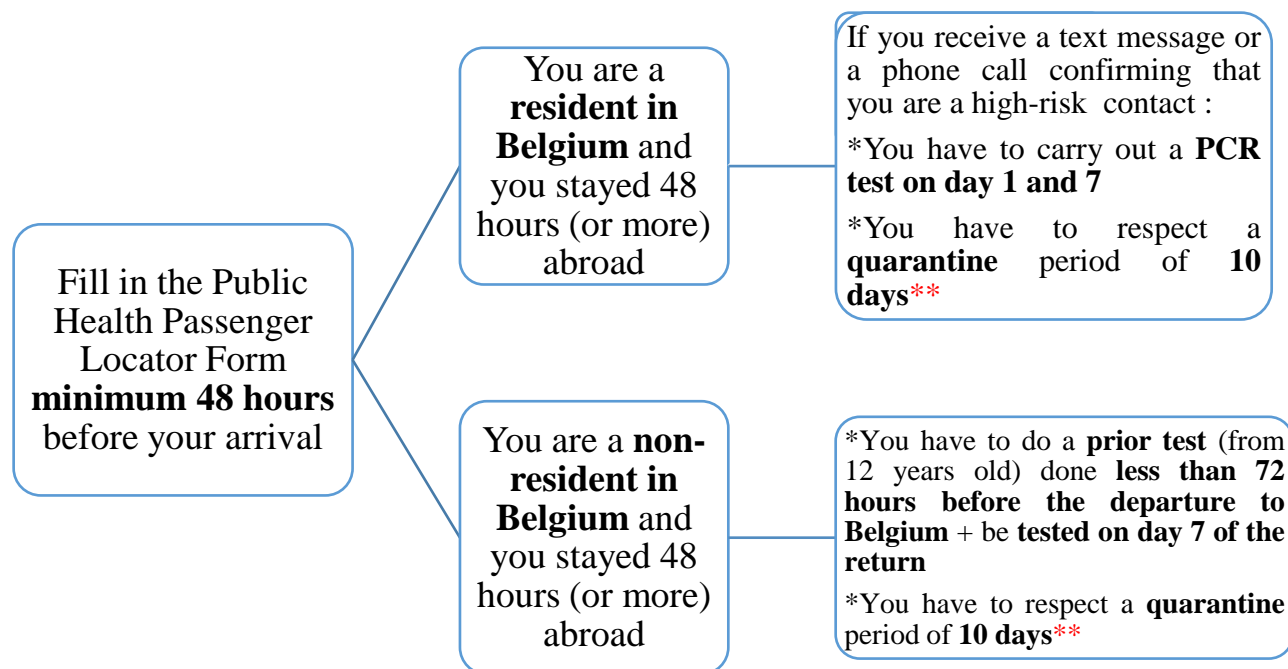 Fill in the Public
Health Passenger
Locator Form
minimum 48 hours
before your arrival
You are a
resident in
Belgium and
you stayed 48
hours (or more)
abroad
If you receive a text message or
a phone call confirming that
you are a high-risk contact :
*You have to carry out a PCR
test on day 1 and 7
*You have to respect a
quarantine period of 10
days**
You are a non-
resident in
Belgium and
you stayed 48
hours (or more)
abroad
*You have to do a prior test (from
12 years old) done less than 72
hours before the departure to
Belgium + be tested on day 7 of the
return
*You have to respect a quarantine
period of 10 days**